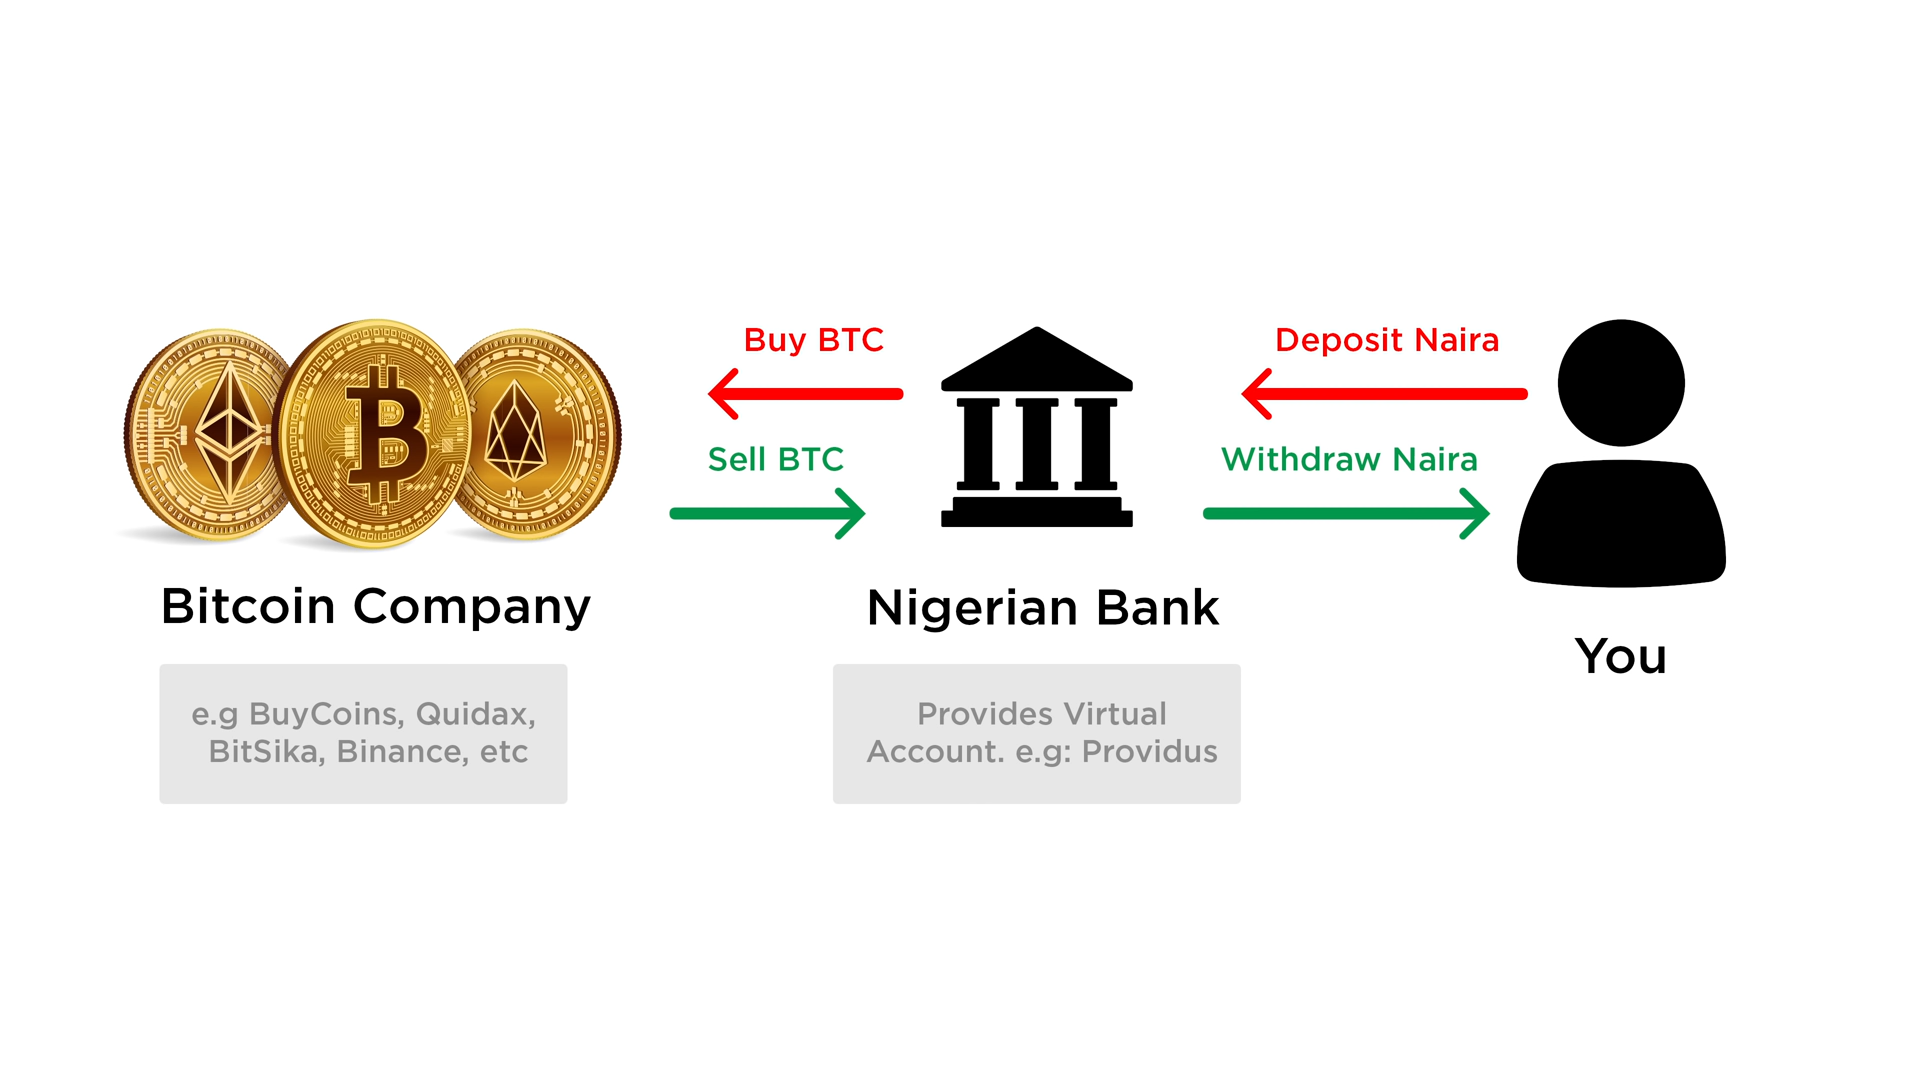 Buy BTC
Deposit Naira
Sell BTC
Withdraw Naira
Bitcoin Company
Nigerian Bank
You
e.g BuyCoins, Quidax,
BitSika, Binance, etc
Provides Virtual
Account. e.g: Providus